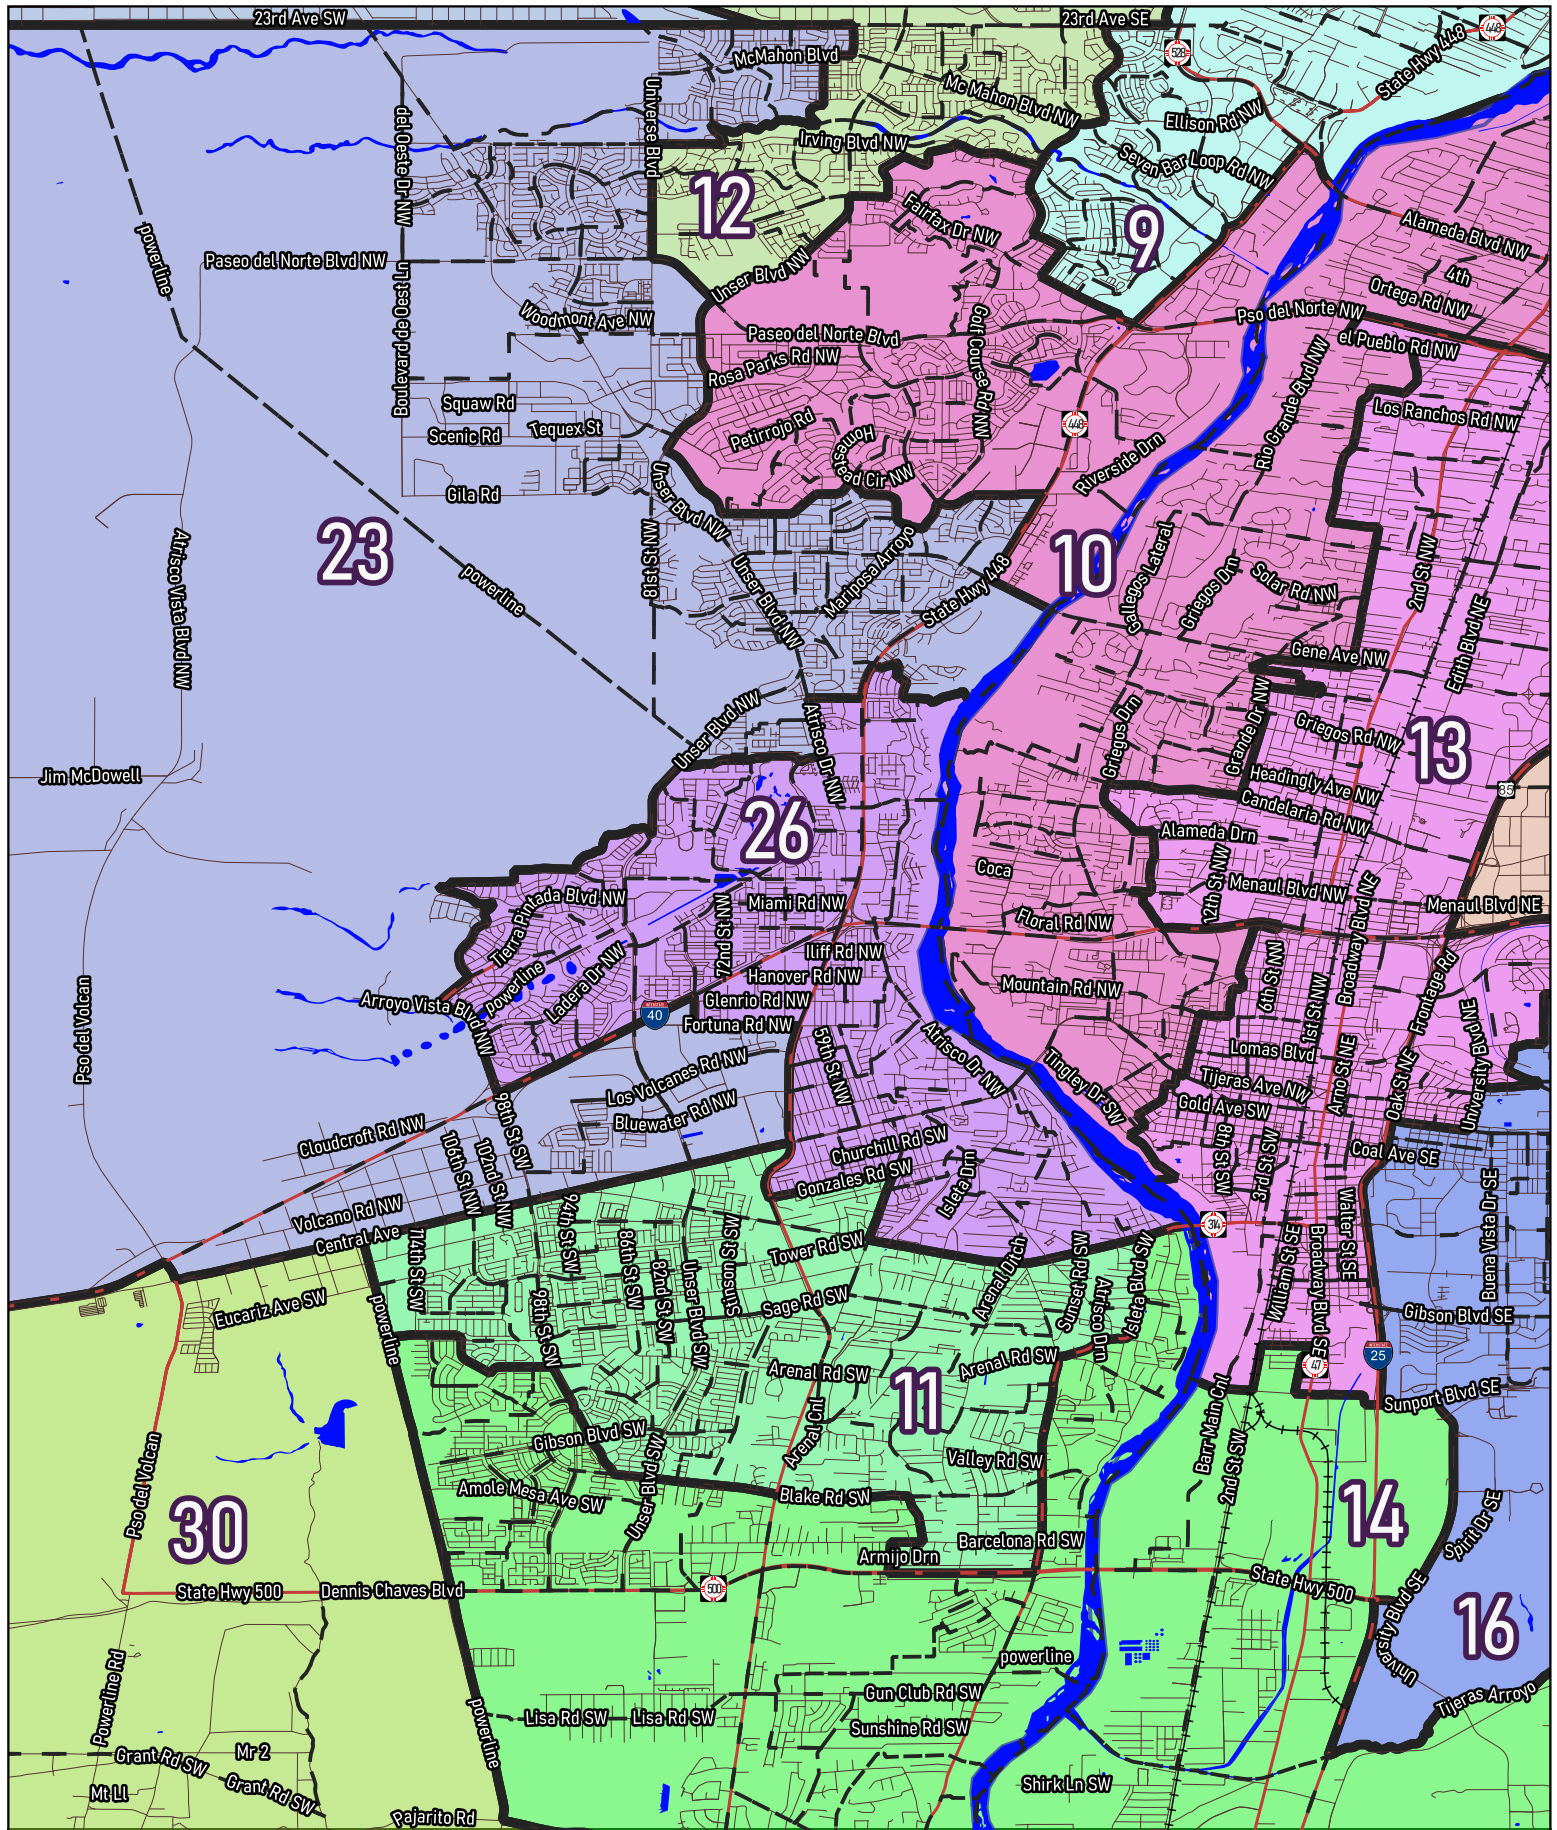 23rd Ave SW
23rd Ave SE
448
528
State Hwy 448
McMahon Blvd
Mc Mahon Blvd NW
Universe Blvd
del Oeste Dr NW
Irving Blvd NW
Ellison Rd NW
Seven Bar Loop Rd NW
12
9
Fairfax Dr NW
Alameda Blvd NW
powerline
Paseo del Norte Blvd NW
Unser Blvd NW
4th
Ortega Rd NW
Boulevard de Oest Ln
Woodmont Ave NW
Paseo del Norte Blvd
Golf Course Rd NW
Pso del Norte NW
el Pueblo Rd NW
Rosa Parks Rd NW
Squaw Rd
Scenic Rd
Tequex St
Petirrojo Rd
Homestead Cir NW
448
Rio Grande Blvd NW
Los Ranchos Rd NW
Riverside Drn
Gila Rd
Unser Blvd NW
81st St NW
23
10
Atrisco Vista Blvd NW
powerline
Unser Blvd NW
Mariposa Arroyo
State Hwy 448
Gallegos Lateral
Griegos Drn
Solar Rd NW
2nd St NW
Edith Blvd NE
Gene Ave NW
Unser Blvd NW
Atrisco Dr NW
Griegos Drn
Grande Dr NW
Griegos Rd NW
13
Jim McDowell
Headingly Ave NW
Candelaria Rd NW
85
26
Alameda Drn
Coca
12th St NW
Menaul Blvd NW
Menaul Blvd NE
Tierra Pintada Blvd NW
Miami Rd NW
72nd St NW
Floral Rd NW
Broadway Blvd NE
Iliff Rd NW
Hanover Rd NW
Glenrio Rd NW
Fortuna Rd NW
powerline
Ladera Dr NW
Arroyo Vista Blvd NW
40
Mountain Rd NW
6th St NW
1st St NW
Frontage Rd
Pso del Volcan
59th St NW
Atrisco Dr NW
Tingley Dr SW
Lomas Blvd
Tijeras Ave NW
Gold Ave SW
Arno St NE
Oak St NE
University Blvd NE
Los Volcanes Rd NW
Bluewater Rd NW
98th St SW
Cloudcroft Rd NW
106th St NW
102nd St NW
Churchill Rd SW
Gonzales Rd SW
Isleta Drn
8th St SW
3rd St SW
Coal Ave SE
Volcano Rd NW
Central Ave
114th St SW
94th St SW
86th St SW
82nd St SW
Unser Blvd SW
Stinson St SW
Tower Rd SW
Sage Rd SW
Arenal Ditch
Sunset Rd SW
Atrisco Drn
Isleta Blvd SW
314
William St SE
Broadway Blvd SE
Walter St SE
Buena Vista Dr SE
Gibson Blvd SE
Eucariz Ave SW
powerline
98th St SW
Arenal Rd SW
Arenal Rd SW
47
25
Sunport Blvd SE
11
Arenal Cnl
Gibson Blvd SW
Valley Rd SW
Barr Main Cnl
2nd St SW
Pso del Volcan
Amole Mesa Ave SW
Unser Blvd SW
Blake Rd SW
14
Spirit Dr SE
30
Barcelona Rd SW
Armijo Drn
State Hwy 500
Dennis Chaves Blvd
500
State Hwy 500
University Blvd SE
16
Powerline Rd
powerline
powerline
Gun Club Rd SW
Lisa Rd SW
Lisa Rd SW
Sunshine Rd SW
Tijeras Arroyo
Grant Rd SW
Mr 2
Mt Ll
Grant Rd SW
Pajarito Rd
Shirk Ln SW